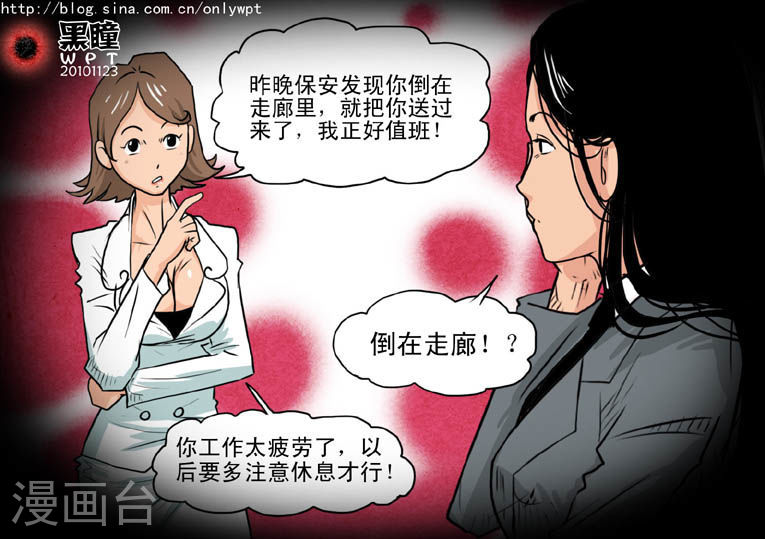 http://blog.sina.com.cn/onlywpt
黑瞳
WPT
20101123
昨晚保安发现你倒在
走廊里，就把你送过
来了，我正好值班！
倒在走廊！？
你工作太疲劳了，以
后要多注意休息才行！
漫画台